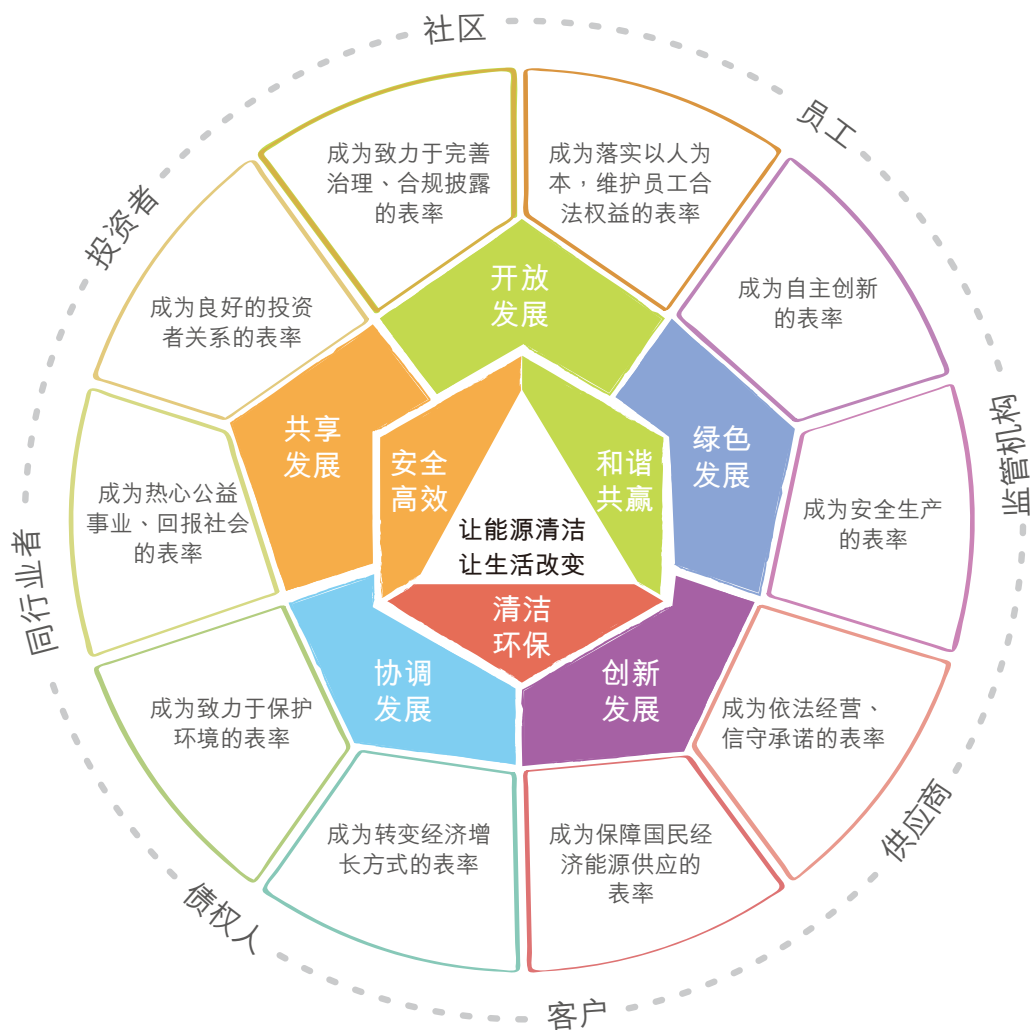 社区
员工
监管机构
供应商
客户
债权人
同行业者
投资者
成为致力于完善
治理、合规披露
的表率
成为落实以人为
本，维护员工合
法权益的表率
成为自主创新
的表率
成为安全生产
的表率
成为依法经营、
信守承诺的表率
成为保障国民经
济能源供应的
表率
成为转变经济增
长方式的表率
成为致力于保护
环境的表率
成为热心公益
事业、回报社会
的表率
成为良好的投资
者关系的表率
开放
发展
绿色
发展
创新
发展
协调
发展
共享
发展
安全
高效
和谐
共赢
清洁
环保
让能源清洁
让生活改变